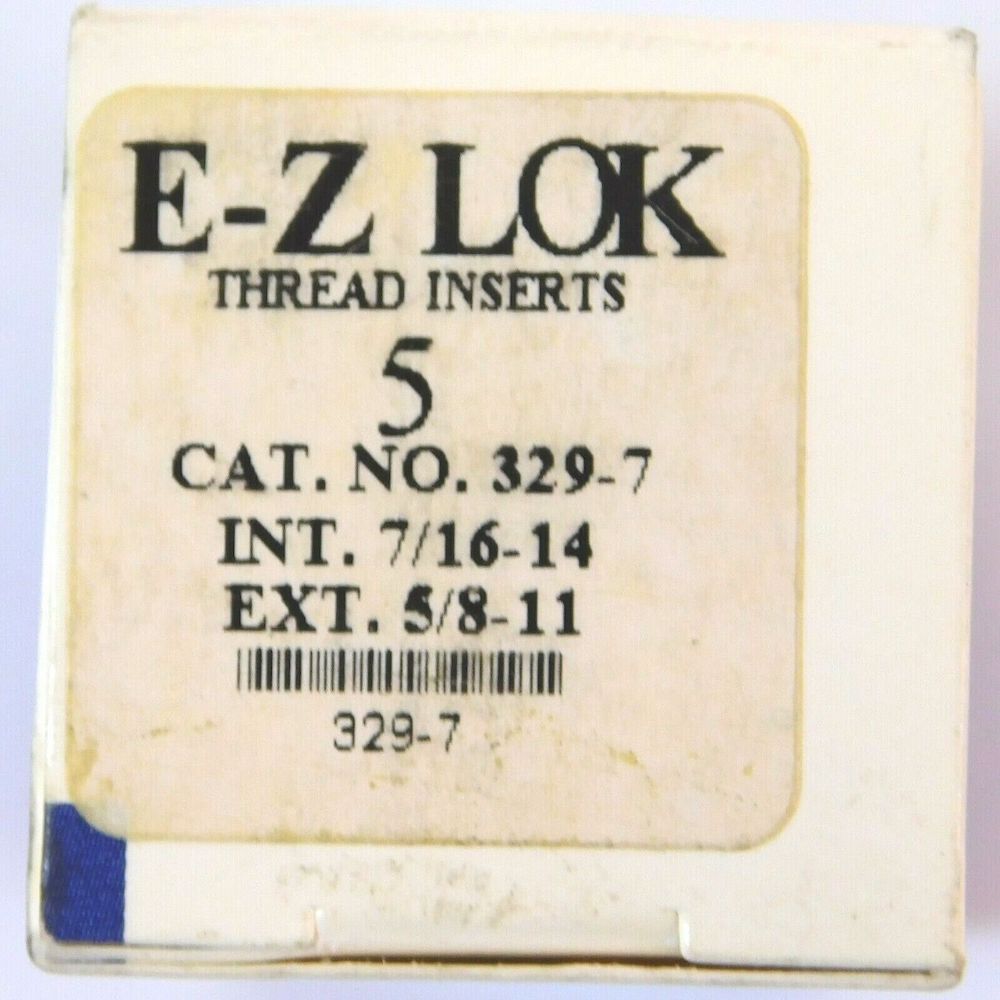 E-Z LOK
THREAD INSERTS
5
CAT. NO. 329-7
INT. 7/16-14
EXT. 5/8-11
329-7